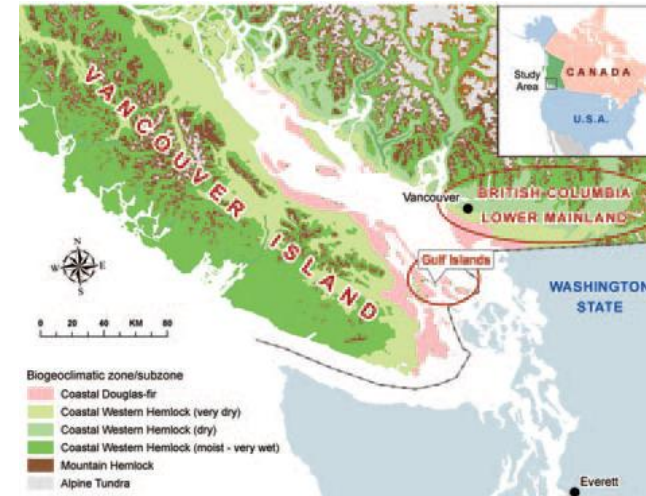 Study
Area
CANADA
U.S.A.
VANCOUVER ISLAND
Vancouver
BRITISH COLUMBIA
LOWER MAINLAND
Gulf Islands
WASHINGTON
STATE
N
W E
S
0 20 40 KM 80
Biogeoclimatic zone/subzone
Coastal Douglas-fir
Coastal Western Hemlock (very dry)
Coastal Western Hemlock (dry)
Coastal Western Hemlock (moist - very wet)
Mountain Hemlock
Alpine Tundra
Everett